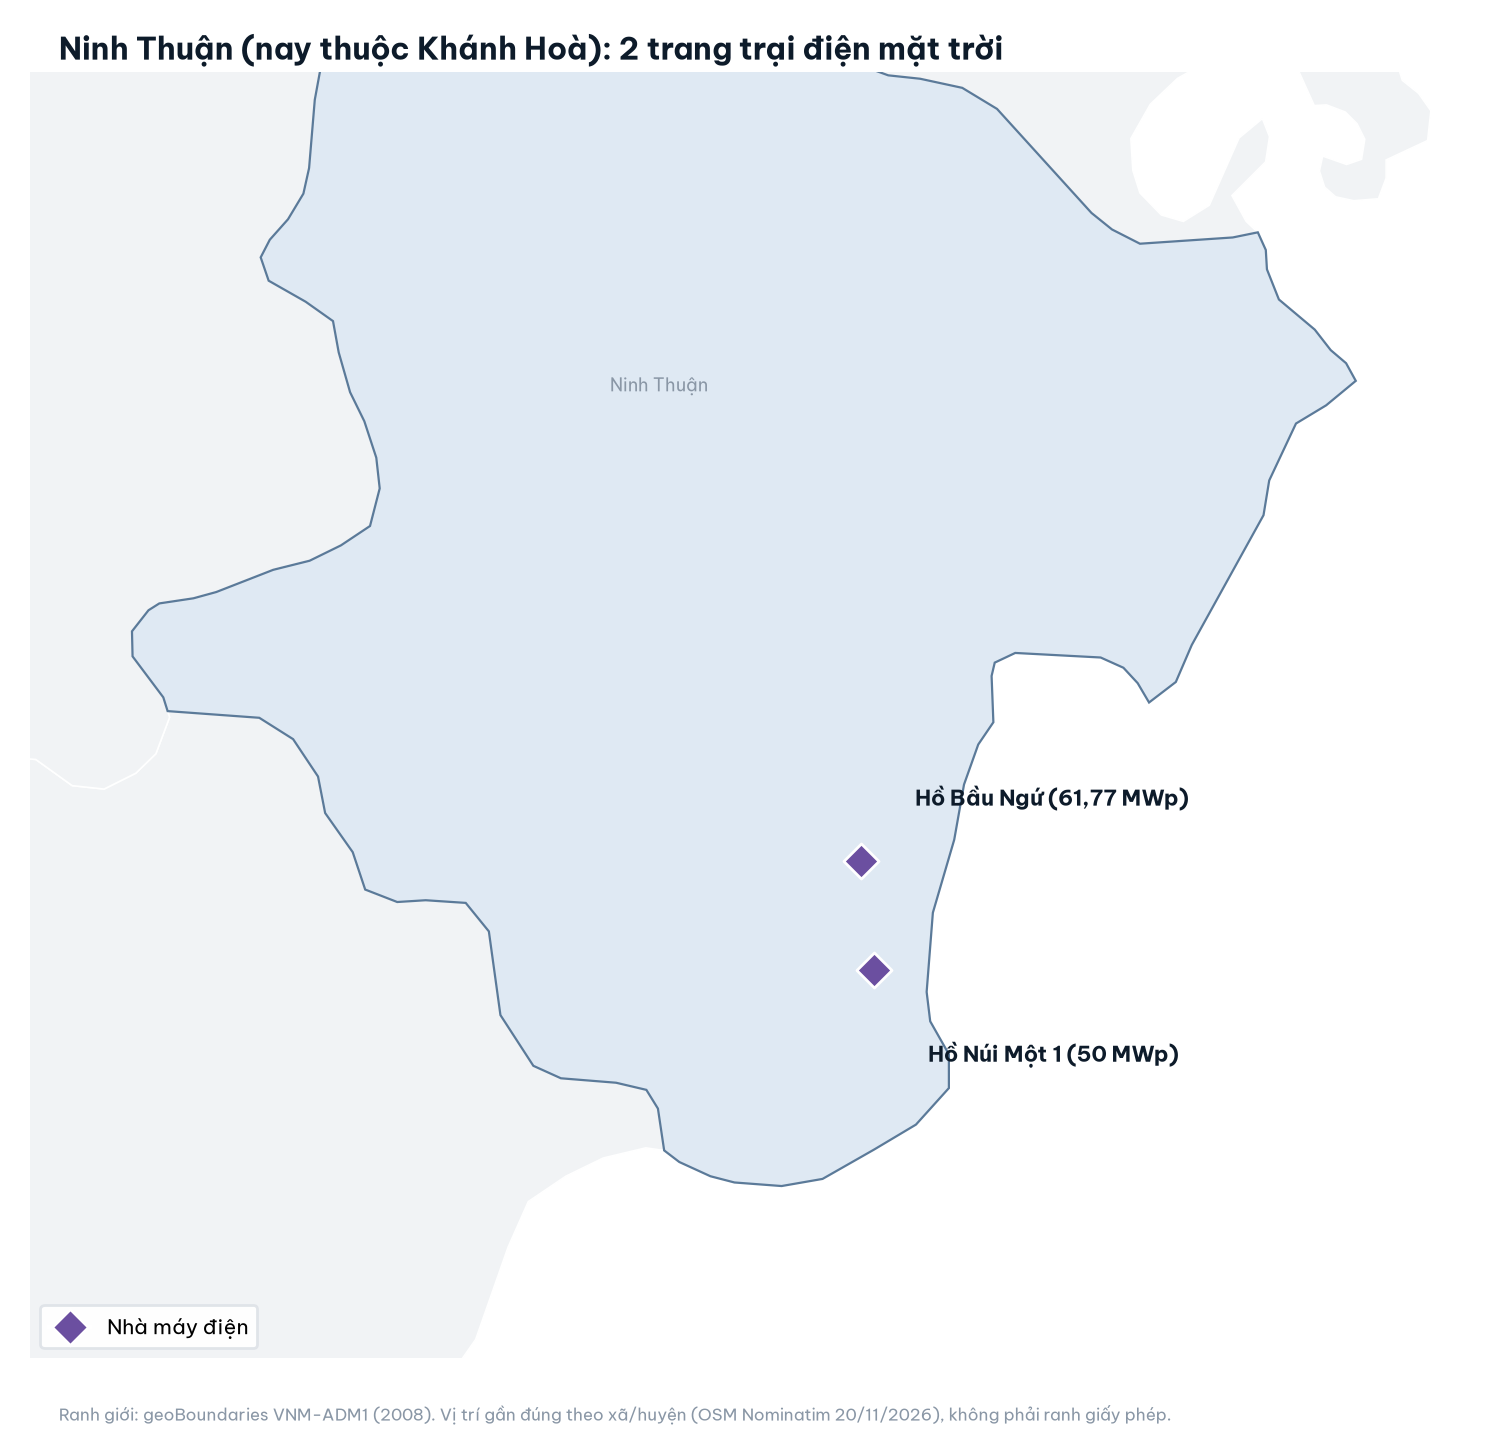 Ninh Thuận (nay thuộc Khánh Hoà): 2 trang trại điện mặt trời
Ninh Thuận
Hồ Bầu Ngứ (61,77 MWp)
Hồ Núi Một 1 (50 MWp)
Nhà máy điện
Ranh giới: geoBoundaries VNM-ADM1 (2008). Vị trí gần đúng theo xã/huyện (OSM Nominatim 20/11/2026), không phải ranh giấy phép.